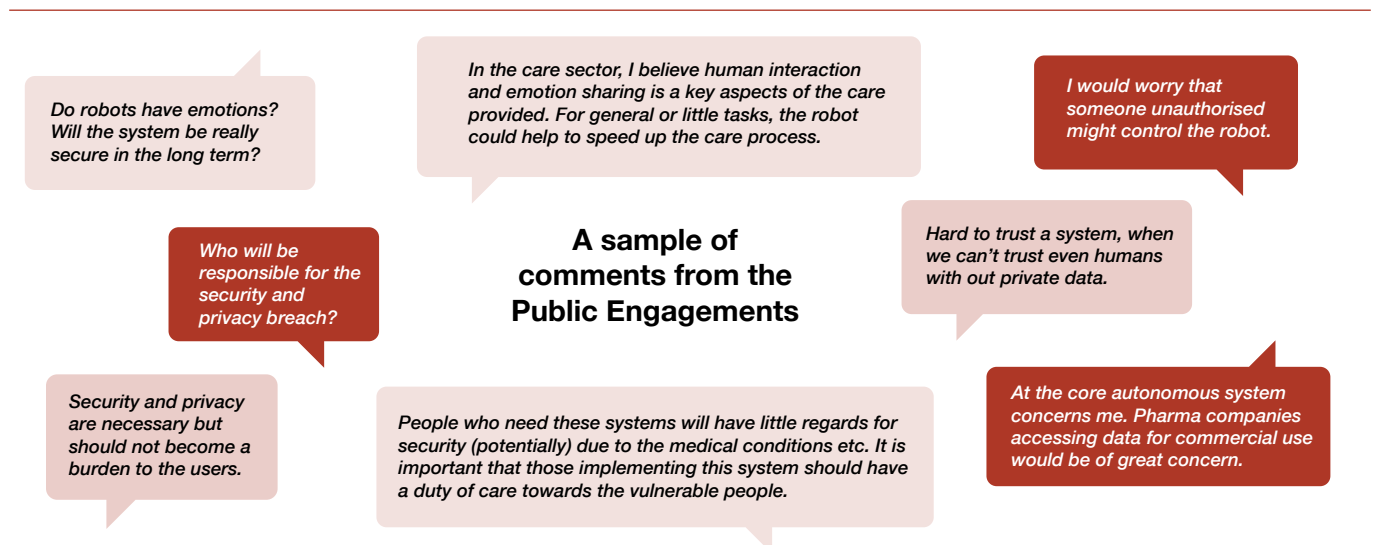 Do robots have emotions?
Will the system be really
secure in the long term?
In the care sector, I believe human interaction
and emotion sharing is a key aspects of the care
provided. For general or little tasks, the robot
could help to speed up the care process.
I would worry that
someone unauthorised
might control the robot.
Who will be
responsible for the
security and
privacy breach?
A sample of
comments from the
Public Engagements
Hard to trust a system, when
we can't trust even humans
with out private data.
Security and privacy
are necessary but
should not become a
burden to the users.
People who need these systems will have little regards for
security (potentially) due to the medical conditions etc. It is
important that those implementing this system should have
a duty of care towards the vulnerable people.
At the core autonomous system
concerns me. Pharma companies
accessing data for commercial use
would be of great concern.